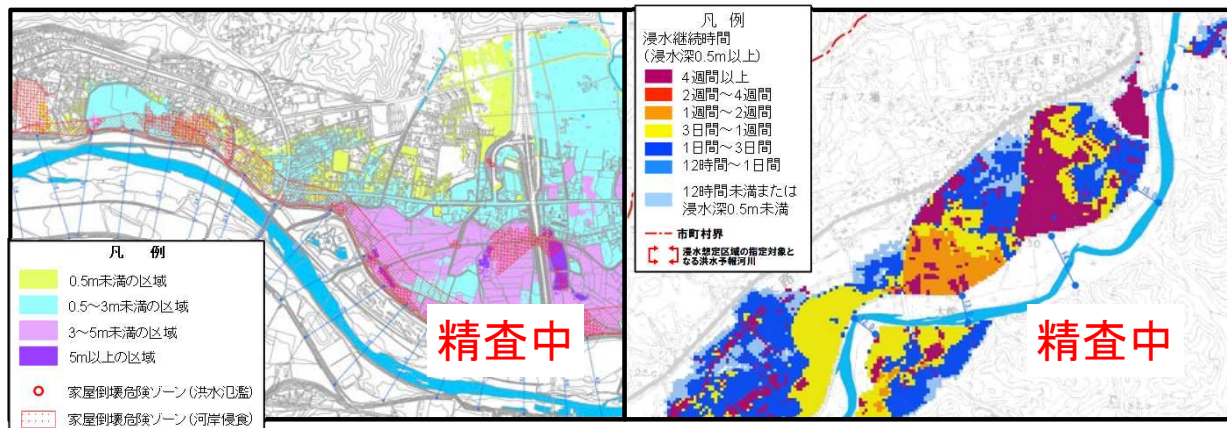 凡 例
0.5m未満の区域
0.5~3m未満の区域
3~5m未満の区域
5m以上の区域
家屋倒壊危険ゾーン(洪水氾濫)
家屋倒壊危険ゾーン(河岸侵食)
精査中
凡 例
浸水継続時間
(浸水深0.5m以上)
4週間以上
2週間~4週間
1週間~2週間
3日間~1週間
1日間~3日間
12時間~1日間
12時間未満または
浸水深0.5m未満
市町村界
浸水想定区域の指定対象と
なる洪水予報河川
精査中